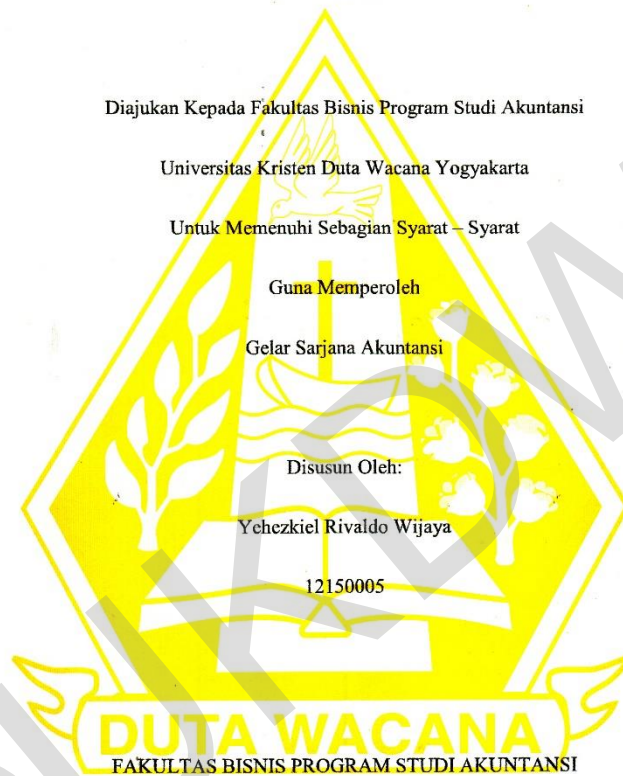 Diajukan Kepada Fakultas Bisnis Program Studi Akuntansi
Universitas Kristen Duta Wacana Yogyakarta
Untuk Memenuhi Sebagian Syarat – Syarat
Guna Memperoleh
Gelar Sarjana Akuntansi
Disusun Oleh:
Yehezkiel Rivaldo Wijaya
12150005
DUTA WACANA
FAKULTAS BISNIS PROGRAM STUDI AKUNTANSI